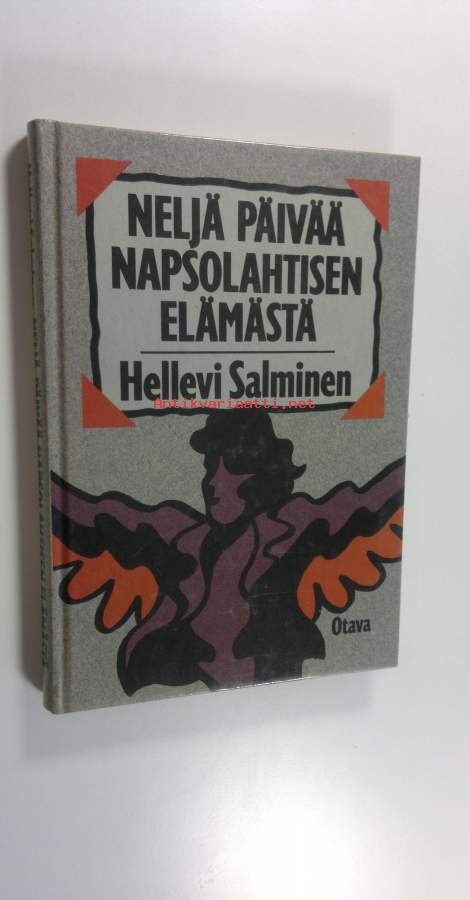 NELJÄ PÄIVÄÄ
NAPSOLAHTISEN
ELÄMÄSTÄ
Hellevi Salminen
Antikvariaatti.net
Otava